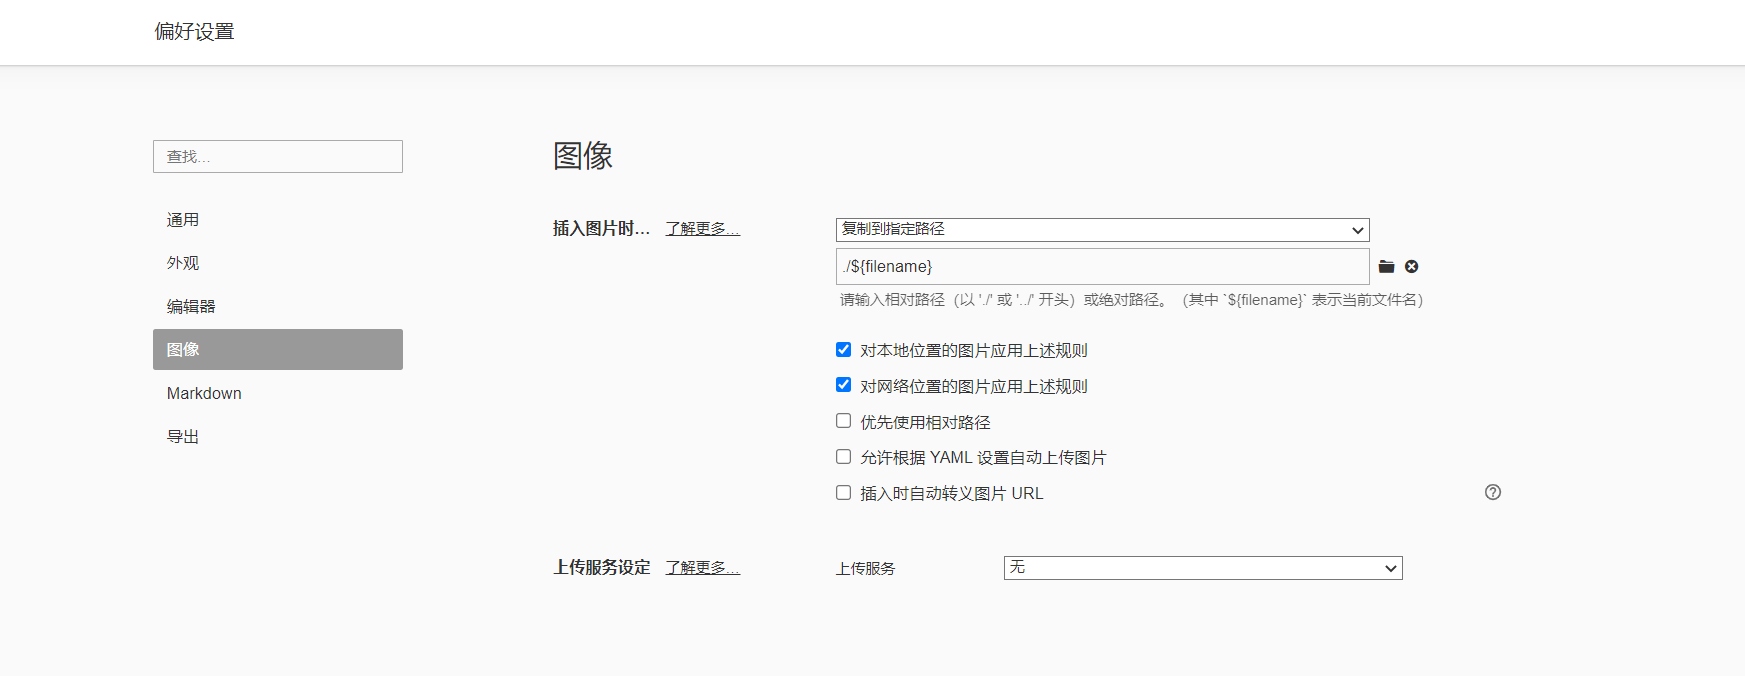 偏好设置
查找...
通用
外观
编辑器
图像
Markdown
导出
图像
插入图片时... 了解更多...
复制到指定路径
./${filename}
请输入相对路径（以 './' 或 '../' 开头）或绝对路径。（其中 `${filename}` 表示当前文件名）
对本地位置的图片应用上述规则
对网络位置的图片应用上述规则
优先使用相对路径
允许根据 YAML 设置自动上传图片
插入时自动转义图片 URL
上传服务设定 了解更多...
上传服务 无